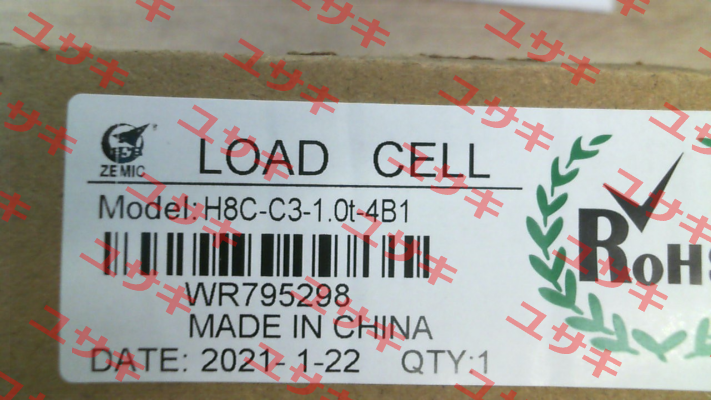 ZEMIC
LOAD CELL
Model: H8C-C3-1.0t-4B1
WR795298
MADE IN CHINA
DATE: 2021- 1-22 QTY:1
RoHS
ユサキ